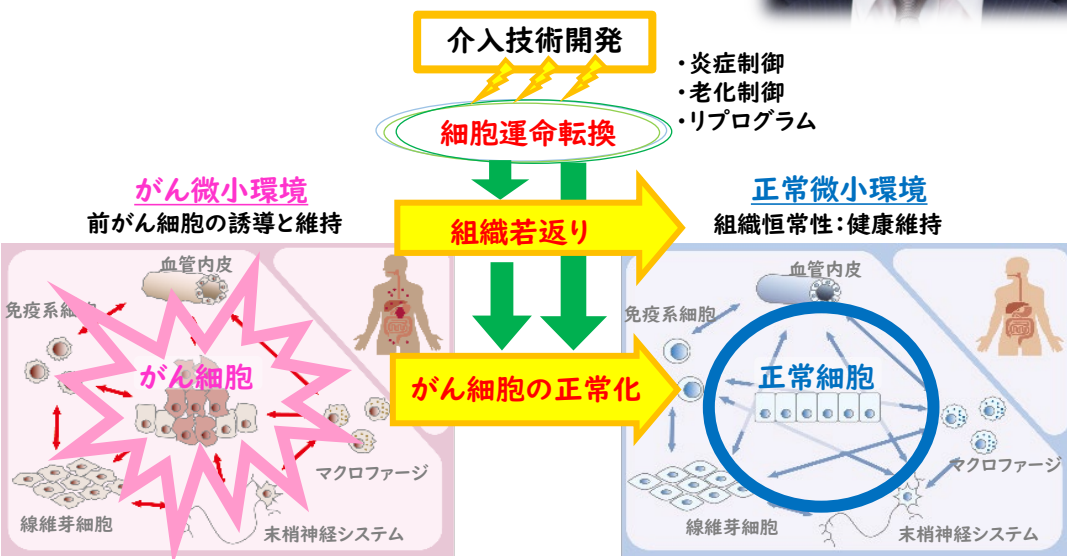 介入技術開発
・炎症制御
・老化制御
・リプログラム
細胞運命転換
がん微小環境
前がん細胞の誘導と維持
正常微小環境
組織恒常性：健康維持
組織若返り
血管内皮
免疫系細胞
がん細胞
マクロファージ
線維芽細胞
末梢神経システム
がん細胞の正常化
血管内皮
免疫系細胞
正常細胞
マクロファージ
線維芽細胞
末梢神経システム